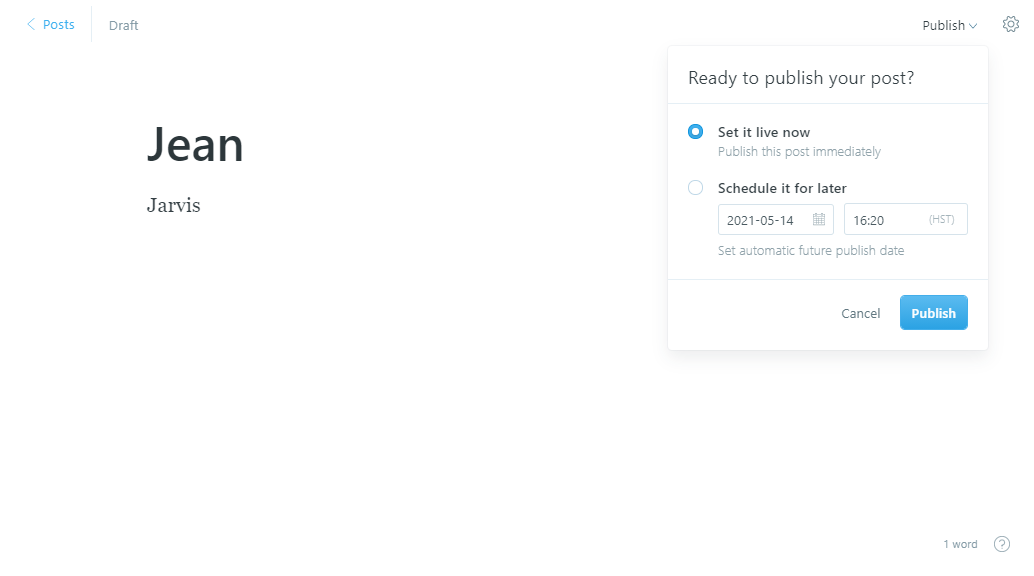 Posts
Draft
Publish
Ready to publish your post?
Jean
Jarvis
Set it live now
Publish this post immediately
Schedule it for later
2021-05-14
16:20 (HST)
Set automatic future publish date
Cancel
Publish
1 word
?